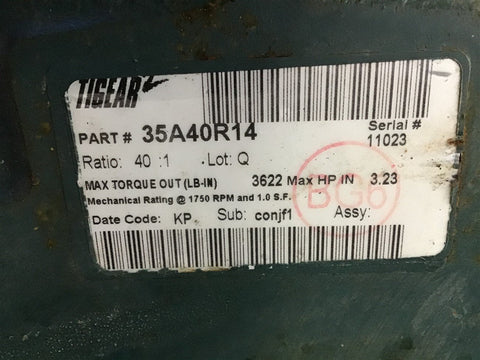 TIGEAR
PART # 35A40R14
Serial #
11023
Ratio: 40 :1 Lot: Q
MAX TORQUE OUT (LB-IN) 3622 Max HP IN 3.23
Mechanical Rating @ 1750 RPM and 1.0 S.F.
Date Code: KP Sub: conjf1 Assy: